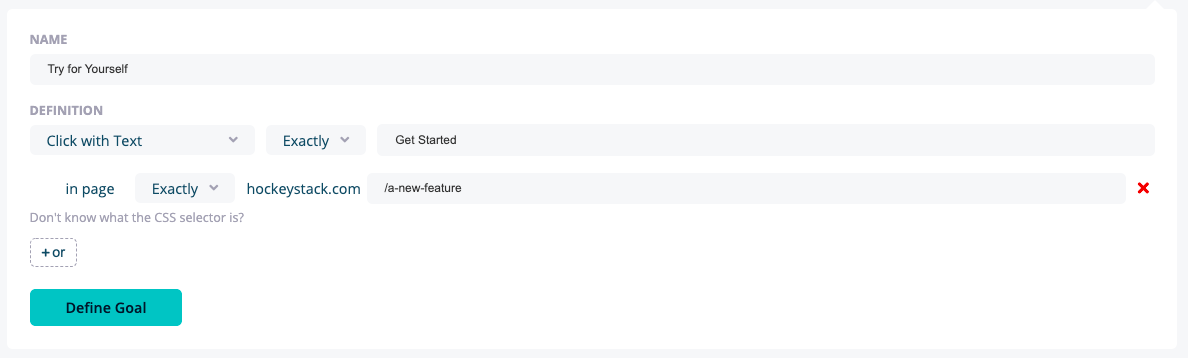 NAME
Try for Yourself
DEFINITION
Click with Text Exactly Get Started
in page Exactly hockeystack.com /a-new-feature
Don't know what the CSS selector is?
+or
Define Goal